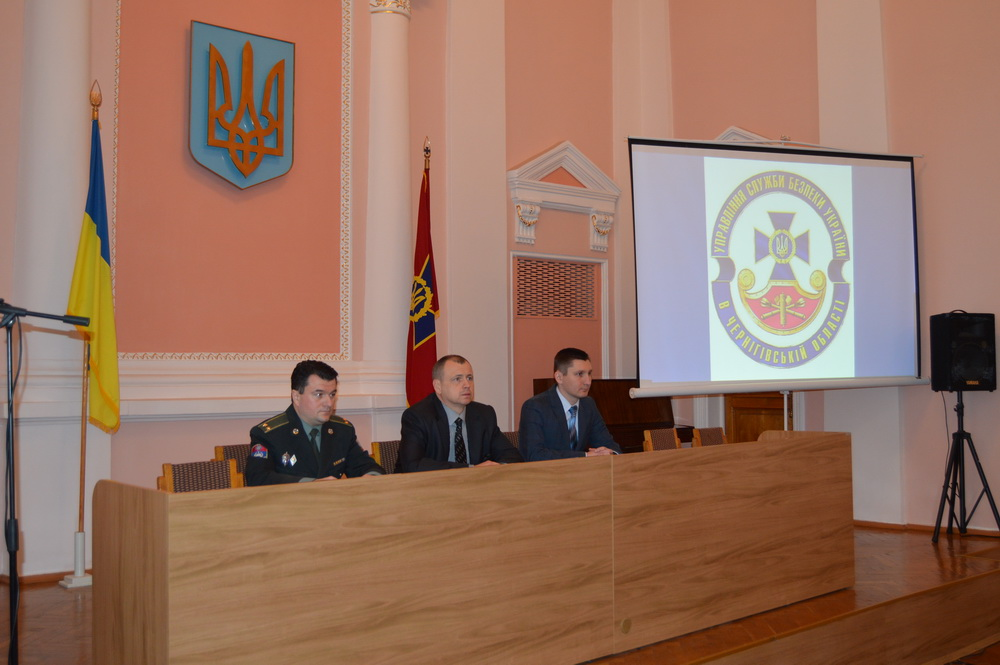 УПРАВЛІННЯ СЛУЖБИ БЕЗПЕКИ УКРАЇНИ
В ЧЕРНІГІВСЬКІЙ ОБЛАСТІ